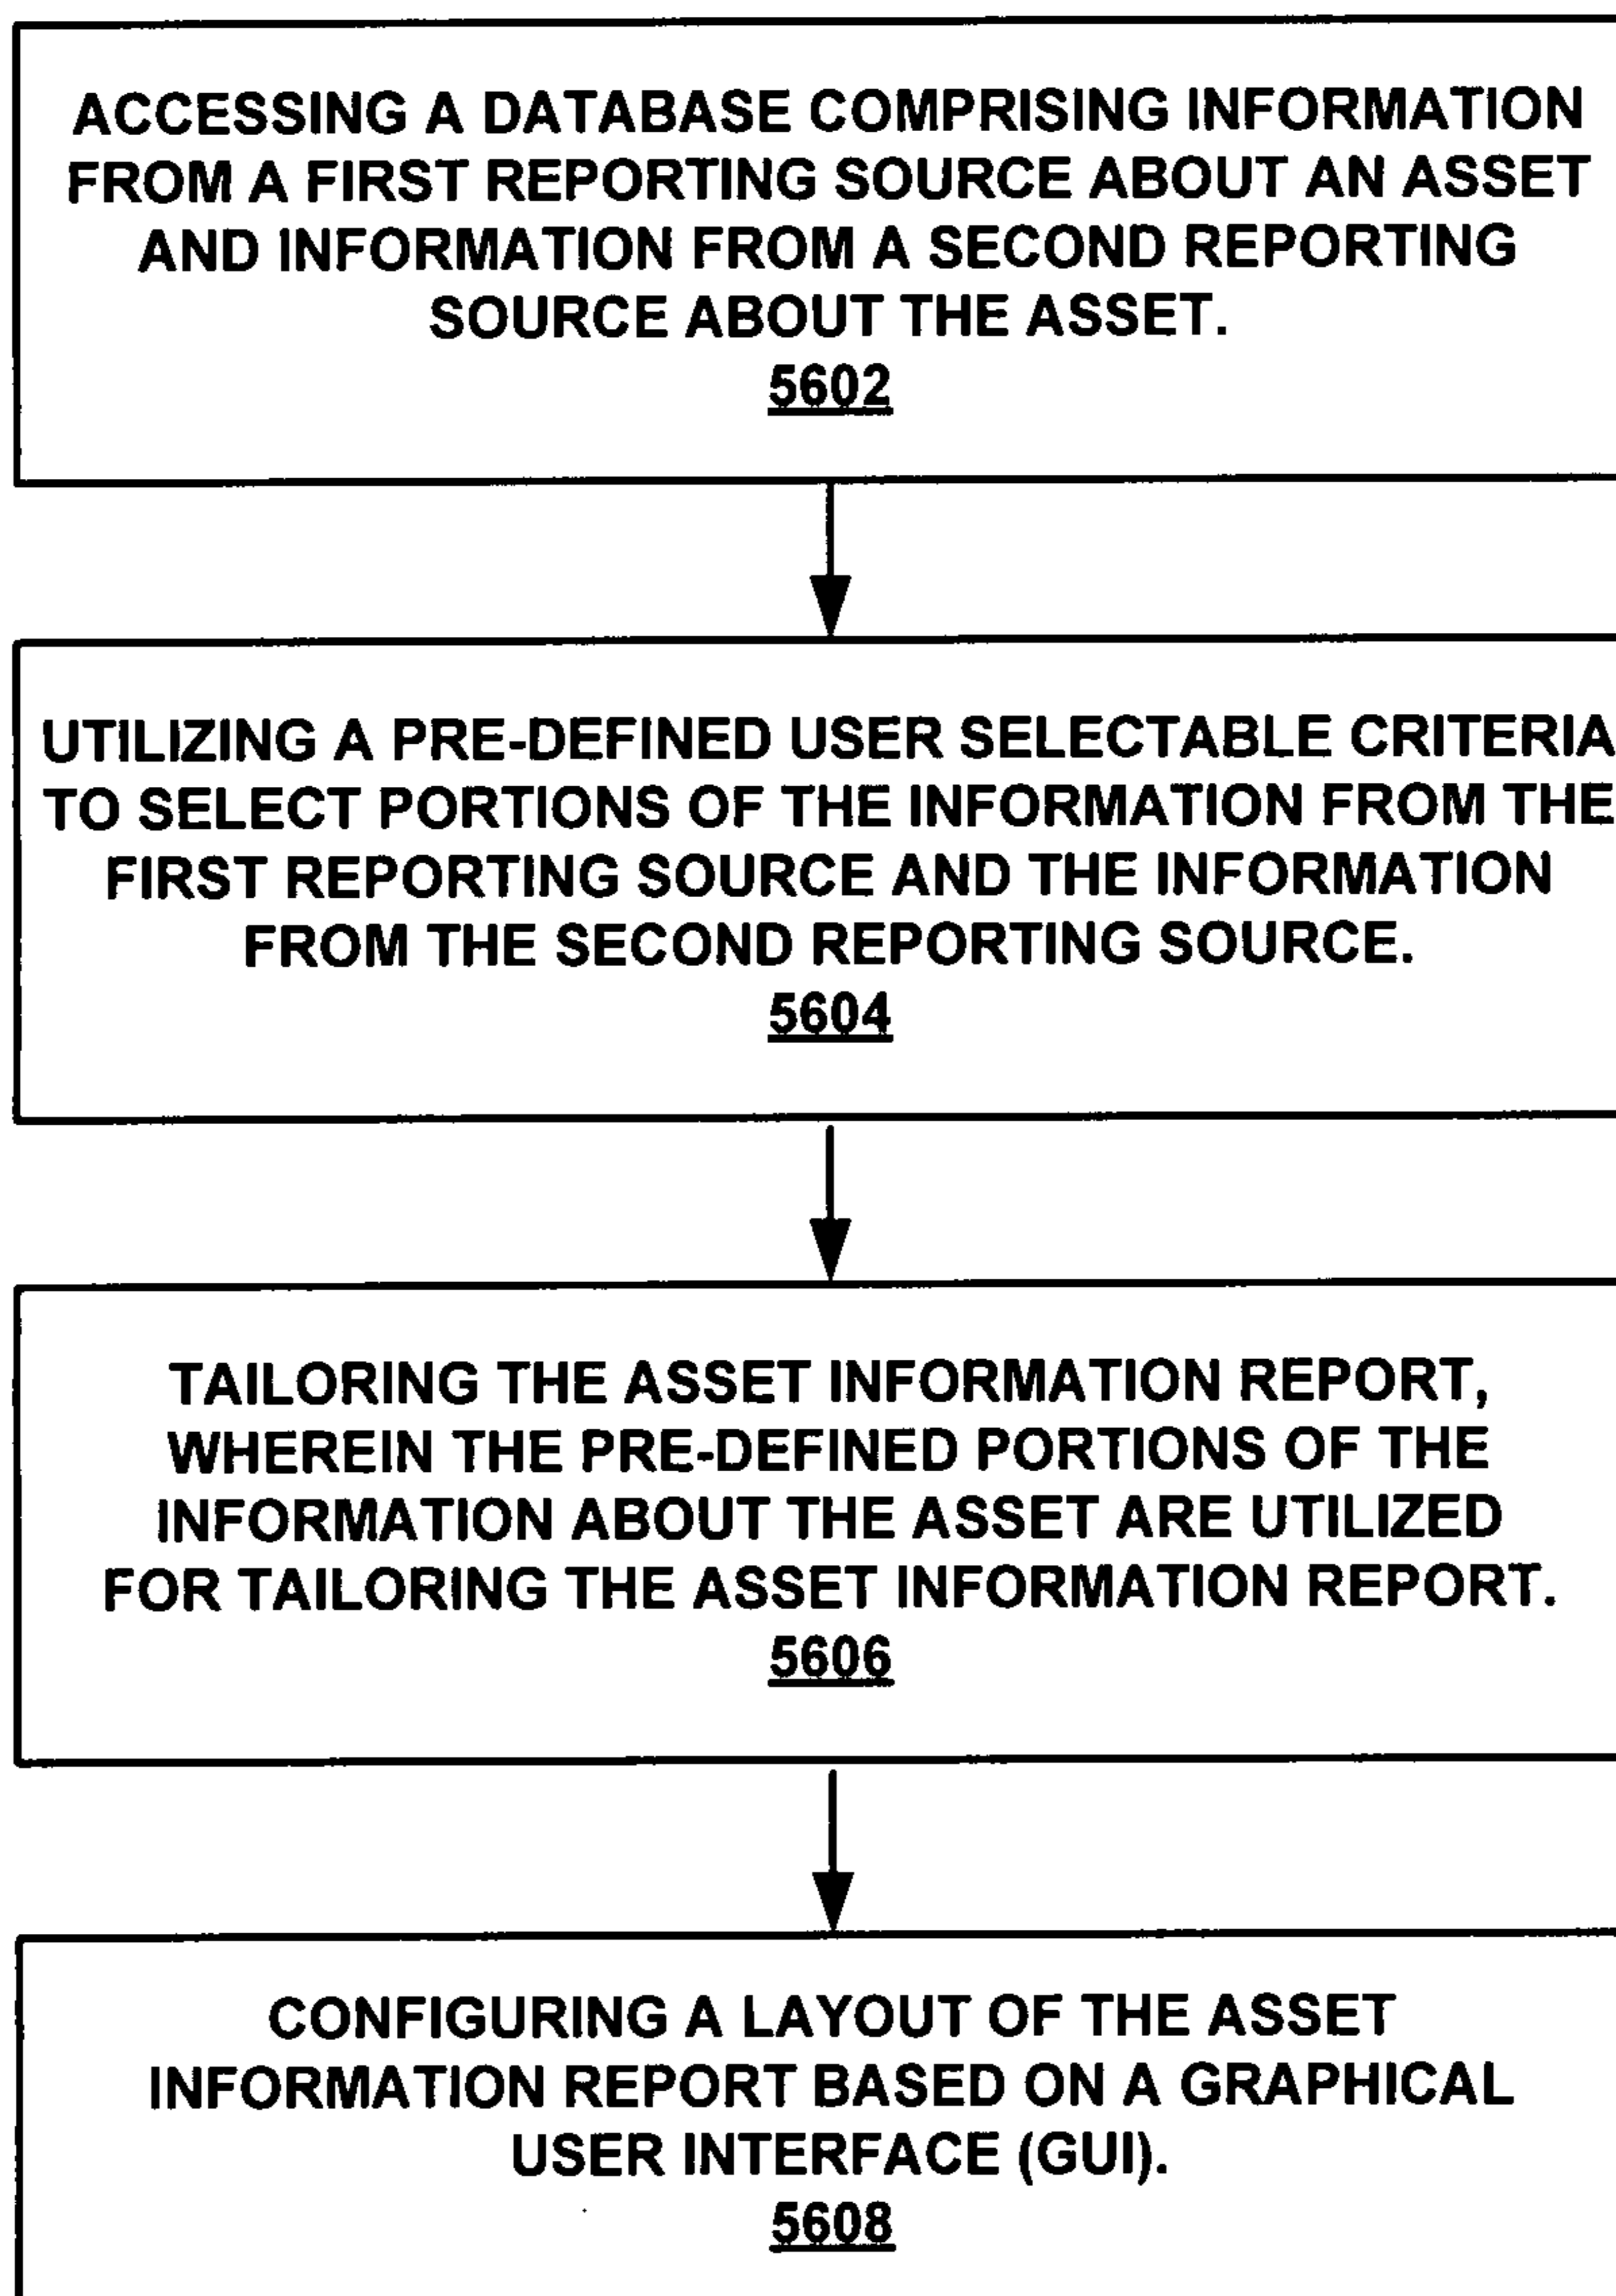 ACCESSING A DATABASE COMPRISING INFORMATION
FROM A FIRST REPORTING SOURCE ABOUT AN ASSET
AND INFORMATION FROM A SECOND REPORTING
SOURCE ABOUT THE ASSET.
5602
UTILIZING A PRE-DEFINED USER SELECTABLE CRITERIA
TO SELECT PORTIONS OF THE INFORMATION FROM THE
FIRST REPORTING SOURCE AND THE INFORMATION
FROM THE SECOND REPORTING SOURCE.
5604
TAILORING THE ASSET INFORMATION REPORT,
WHEREIN THE PRE-DEFINED PORTIONS OF THE
INFORMATION ABOUT THE ASSET ARE UTILIZED
FOR TAILORING THE ASSET INFORMATION REPORT.
5606
CONFIGURING A LAYOUT OF THE ASSET
INFORMATION REPORT BASED ON A GRAPHICAL
USER INTERFACE (GUI).
5608